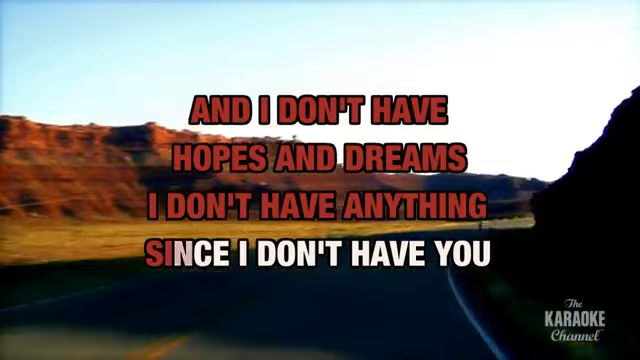 AND I DON'T HAVE
HOPES AND DREAMS
I DON'T HAVE ANYTHING
SINCE I DON'T HAVE YOU
The
KARAOKE
Channel